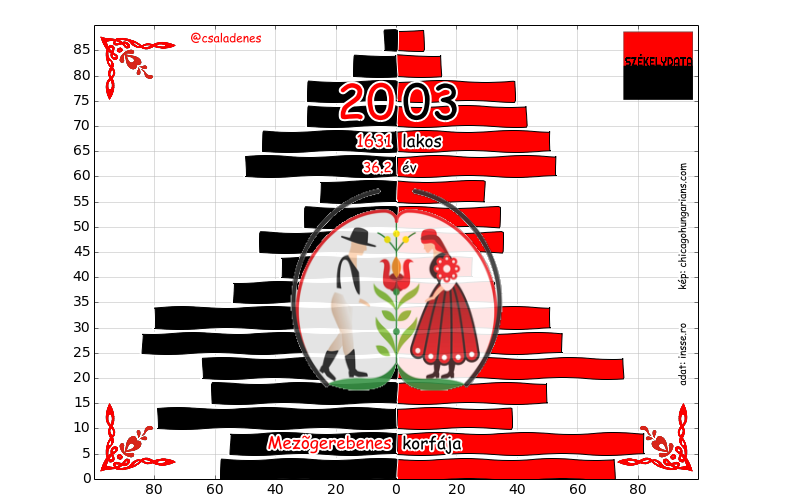 @csaladenes
SZÉKELYDATA
2003
1631 lakos
36.2 év
kép: chicagohungarians.com
adat: insse.ro
Mezõgerebenes korfája
85
80
75
70
65
60
55
50
45
40
35
30
25
20
15
10
5
0
80 60 40 20 0 20 40 60 80